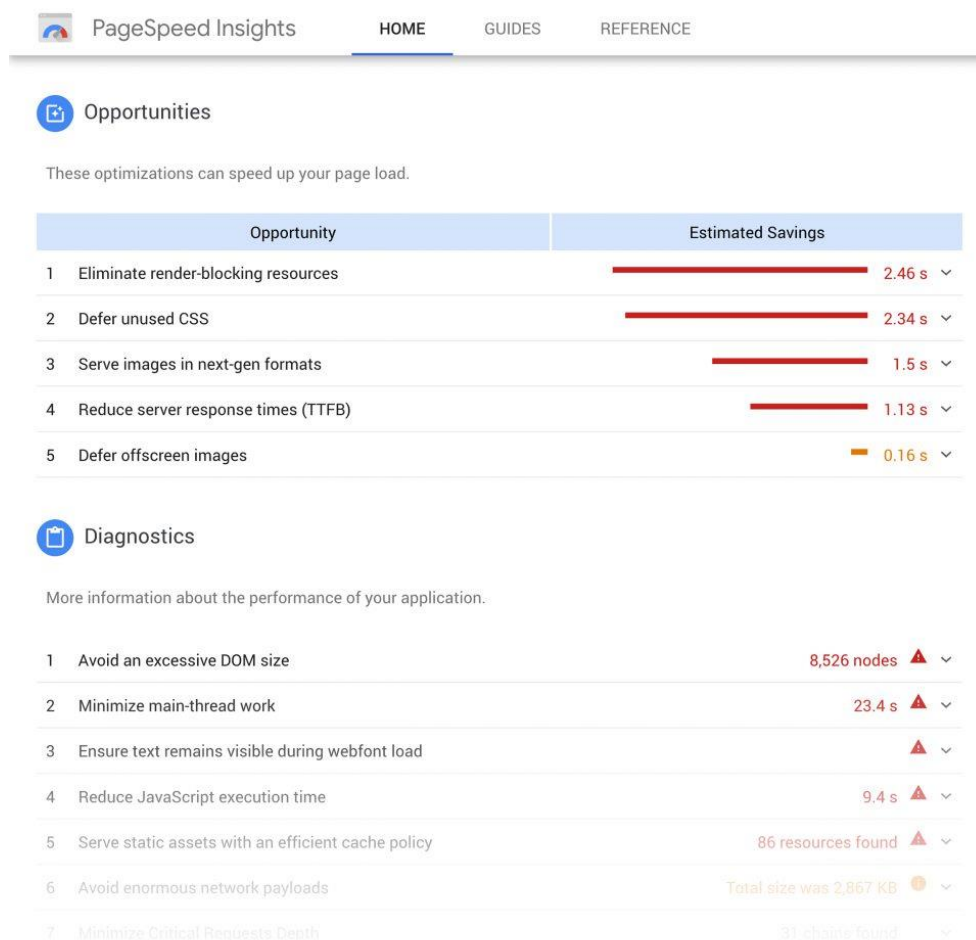 PageSpeed Insights HOME GUIDES REFERENCE
Opportunities
These optimizations can speed up your page load.
Opportunity Estimated Savings
1 Eliminate render-blocking resources 2.46 s
2 Defer unused CSS 2.34 s
3 Serve images in next-gen formats 1.5 s
4 Reduce server response times (TTFB) 1.13 s
5 Defer offscreen images 0.16 s
Diagnostics
More information about the performance of your application.
1 Avoid an excessive DOM size 8,526 nodes
2 Minimize main-thread work 23.4 s
3 Ensure text remains visible during webfont load
4 Reduce JavaScript execution time 9.4 s
5 Serve static assets with an efficient cache policy 86 resources found
6 Avoid enormous network payloads Total size was 2,867 KB
7 Minimize Critical Requests Depth 31 chains found